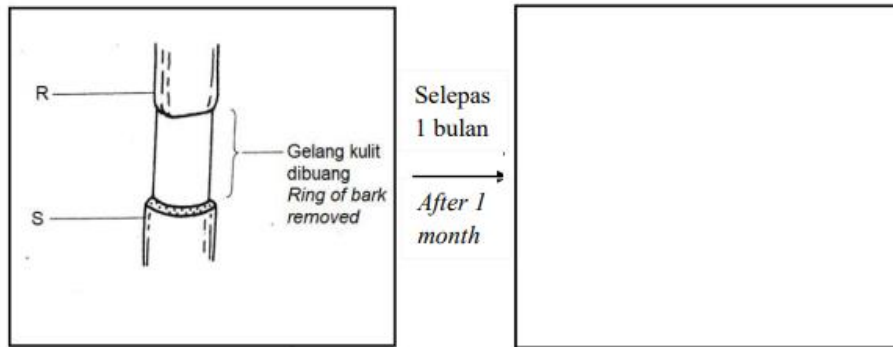 R
Gelang kulit
dibuang
Ring of bark
removed
S
Selepas
1 bulan
After 1
month